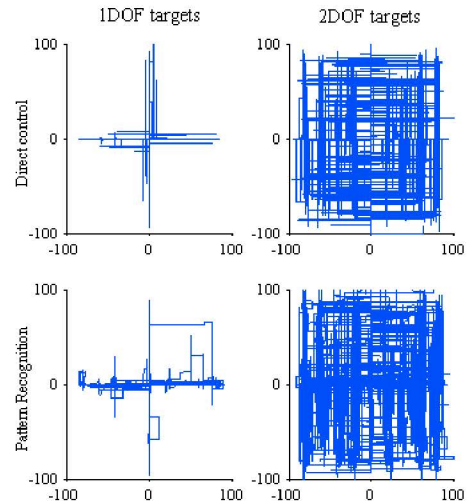 1DOF targets 2DOF targets
Direct control
100 100
0 0
-100 -100
-100 0 100 -100 0 100
Pattern Recognition
100 100
0 0
-100 -100
-100 0 100 -100 0 100